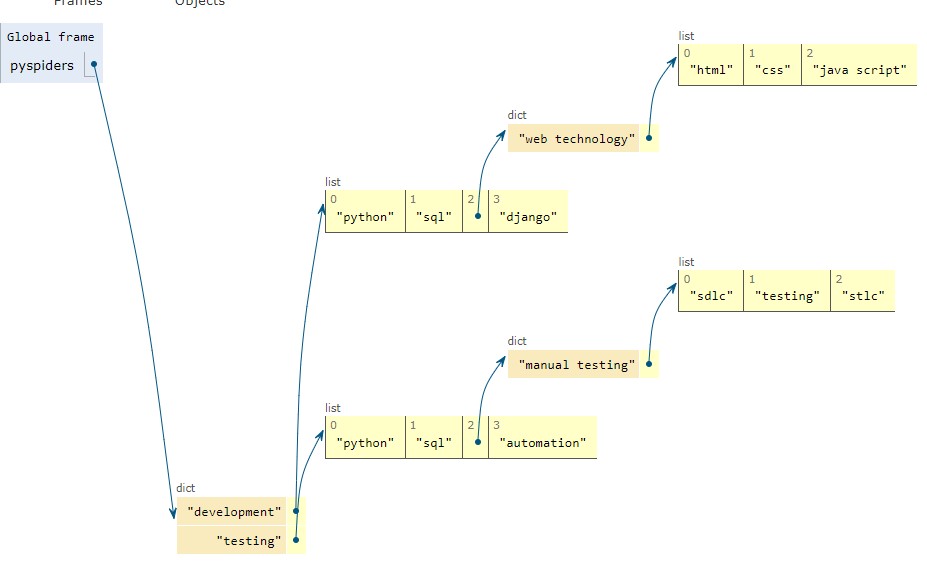 Frames Objects
Global frame
pyspiders
list
0 1 2
"html" "css" "java script"
dict
"web technology"
list
0 1 2 3
"python" "sql" "django"
list
0 1 2
"sdlc" "testing" "stlc"
dict
"manual testing"
list
0 1 2 3
"python" "sql" "automation"
dict
"development"
"testing"